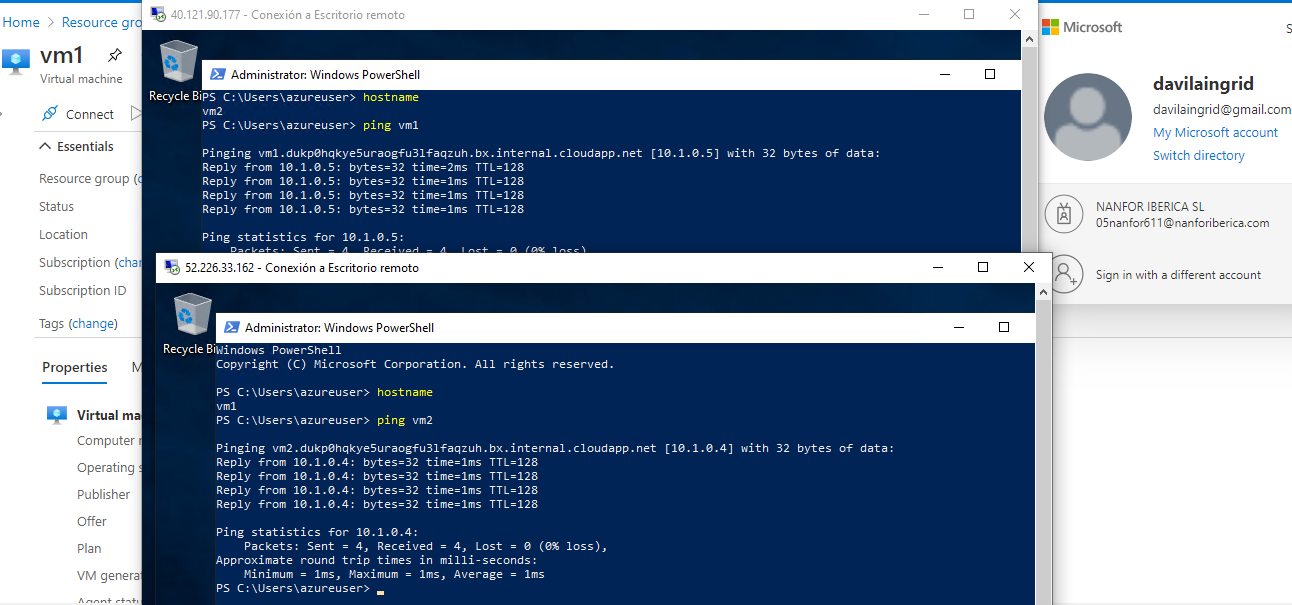 Home > Resource gro
vm1
Virtual machine
Connect
Essentials
Resource group (c
Status
Location
Subscription (char
Subscription ID
Tags (change)
Properties
M
Virtual ma
Computer
Operating s
Publisher
Offer
Plan
VM genera
Agent statu
40.121.90.177 - Conexión a Escritorio remoto
Recycle Bi
Administrator: Windows PowerShell
PS C:\Users\azureuser> hostname
vm2
PS C:\Users\azureuser> ping vm1
Pinging vm1.dukp0hqkye5uraogfu3lfaqzuh.bx.internal.cloudapp.net [10.1.0.5] with 32 bytes of data:
Reply from 10.1.0.5: bytes=32 time=2ms TTL=128
Reply from 10.1.0.5: bytes=32 time=1ms TTL=128
Reply from 10.1.0.5: bytes=32 time=1ms TTL=128
Reply from 10.1.0.5: bytes=32 time=1ms TTL=128
Ping statistics for 10.1.0.5:
Packets: Sent = 4, Received = 4, Lost = 0 (0% loss)
52.226.33.162 - Conexión a Escritorio remoto
Recycle Bi
Administrator: Windows PowerShell
Windows PowerShell
Copyright (C) Microsoft Corporation. All rights reserved.
PS C:\Users\azureuser> hostname
vm1
PS C:\Users\azureuser> ping vm2
Pinging vm2.dukp0hqkye5uraogfu3lfaqzuh.bx.internal.cloudapp.net [10.1.0.4] with 32 bytes of data:
Reply from 10.1.0.4: bytes=32 time=1ms TTL=128
Reply from 10.1.0.4: bytes=32 time=1ms TTL=128
Reply from 10.1.0.4: bytes=32 time=1ms TTL=128
Reply from 10.1.0.4: bytes=32 time=1ms TTL=128
Ping statistics for 10.1.0.4:
Packets: Sent = 4, Received = 4, Lost = 0 (0% loss),
Approximate round trip times in milli-seconds:
Minimum = 1ms, Maximum = 1ms, Average = 1ms
PS C:\Users\azureuser>
Microsoft
S
davilaingrid
davilaingrid@gmail.com
My Microsoft account
Switch directory
NANFOR IBERICA SL
05nanfor611@nanforiberica.com
Sign in with a different account